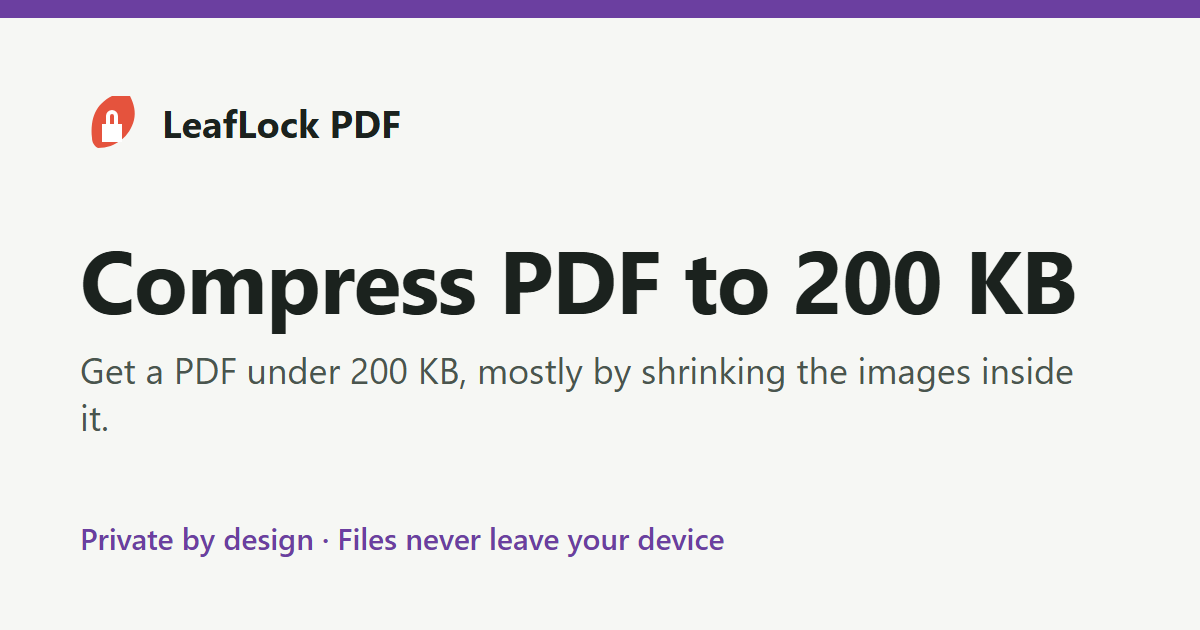 LeafLock PDF
Compress PDF to 200 KB
Get a PDF under 200 KB, mostly by shrinking the images inside
it.
Private by design · Files never leave your device